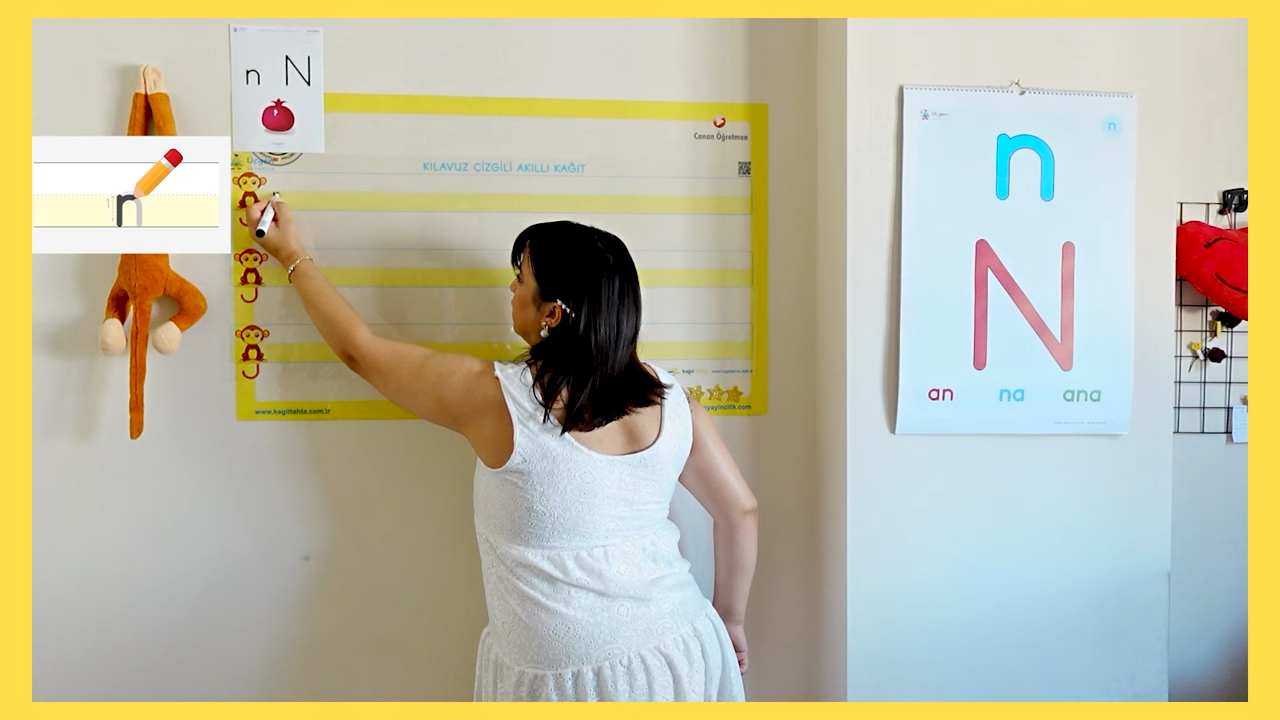 n N
Canan Öğretmen
KILAVUZ ÇİZGİLİ AKILLI KAĞIT
www.kagittahta.com.tr
n
n
N
an na ana